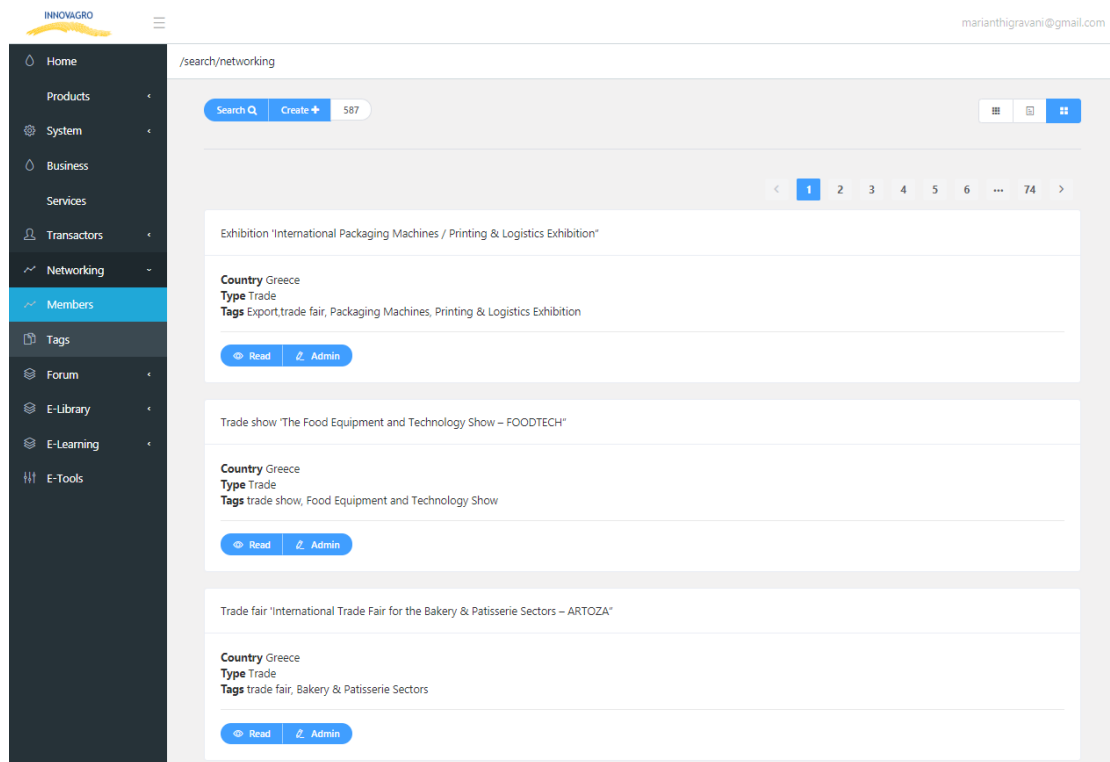 INNOVAGRO
marianthigravani@gmail.com
Home
/search/networking
Products
System
Business
Services
Transactors
Networking
Members
Tags
Forum
E-Library
E-Learning
E-Tools
Search Create 587
1 2 3 4 5 6 ... 74
Exhibition 'International Packaging Machines / Printing & Logistics Exhibition"
Country Greece
Type Trade
Tags Export,trade fair, Packaging Machines, Printing & Logistics Exhibition
Read Admin
Trade show 'The Food Equipment and Technology Show – FOODTECH"
Country Greece
Type Trade
Tags trade show, Food Equipment and Technology Show
Read Admin
Trade fair 'International Trade Fair for the Bakery & Patisserie Sectors – ARTOZA"
Country Greece
Type Trade
Tags trade fair, Bakery & Patisserie Sectors
Read Admin